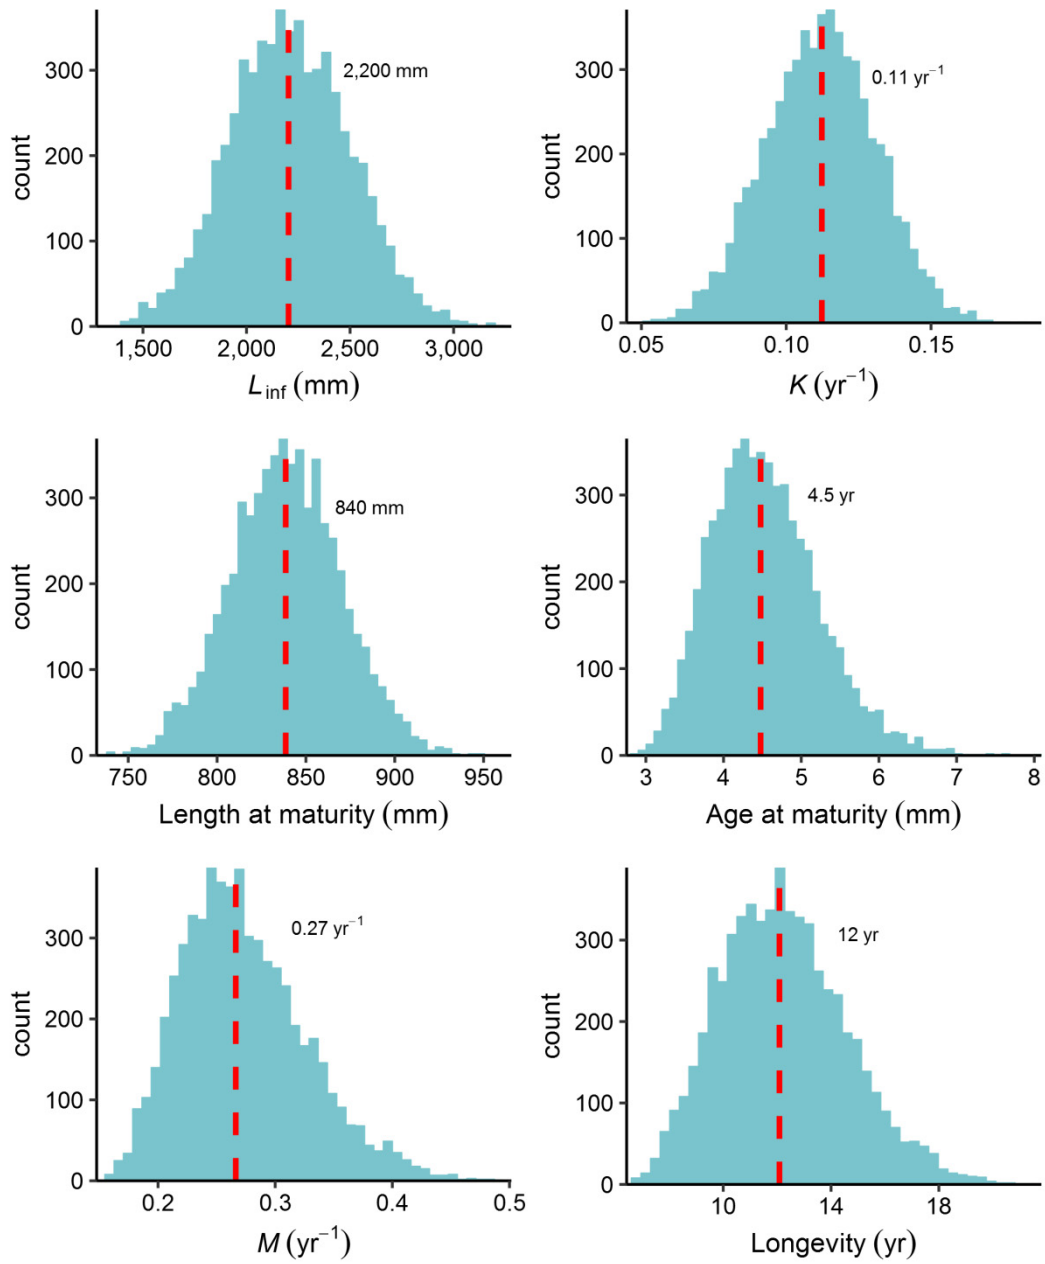 300
200
100
0
count
2,200 mm
1,500
2,000
2,500
3,000
L_inf (mm)
300
200
100
0
count
0.11 yr⁻¹
0.05
0.10
0.15
K (yr⁻¹)
300
200
100
0
count
840 mm
750
800
850
900
950
Length at maturity (mm)
300
200
100
0
count
4.5 yr
3
4
5
6
7
8
Age at maturity (mm)
300
200
100
0
count
0.27 yr⁻¹
0.2
0.3
0.4
0.5
M (yr⁻¹)
300
200
100
0
count
12 yr
10
14
18
Longevity (yr)